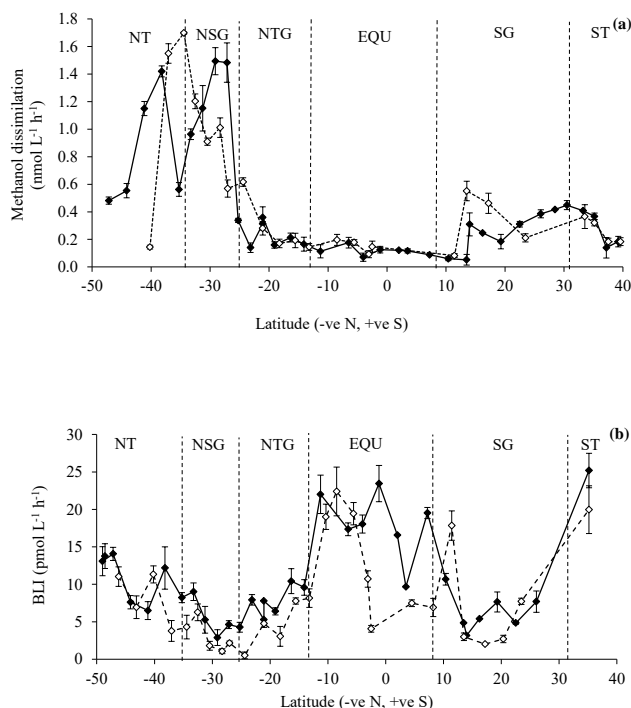 (a)
NT NSG NTG EQU SG ST
1.8
1.6
1.4
1.2
1.0
0.8
0.6
0.4
0.2
0.0
Methanol dissimilation
(nmol L-1 h-1)
-50 -40 -30 -20 -10 0 10 20 30 40
Latitude (-ve N, +ve S)
(b)
NT NSG NTG EQU SG ST
30
25
20
15
10
5
0
BLI (pmol L-1 h-1)
-50 -40 -30 -20 -10 0 10 20 30 40
Latitude (-ve N, +ve S)